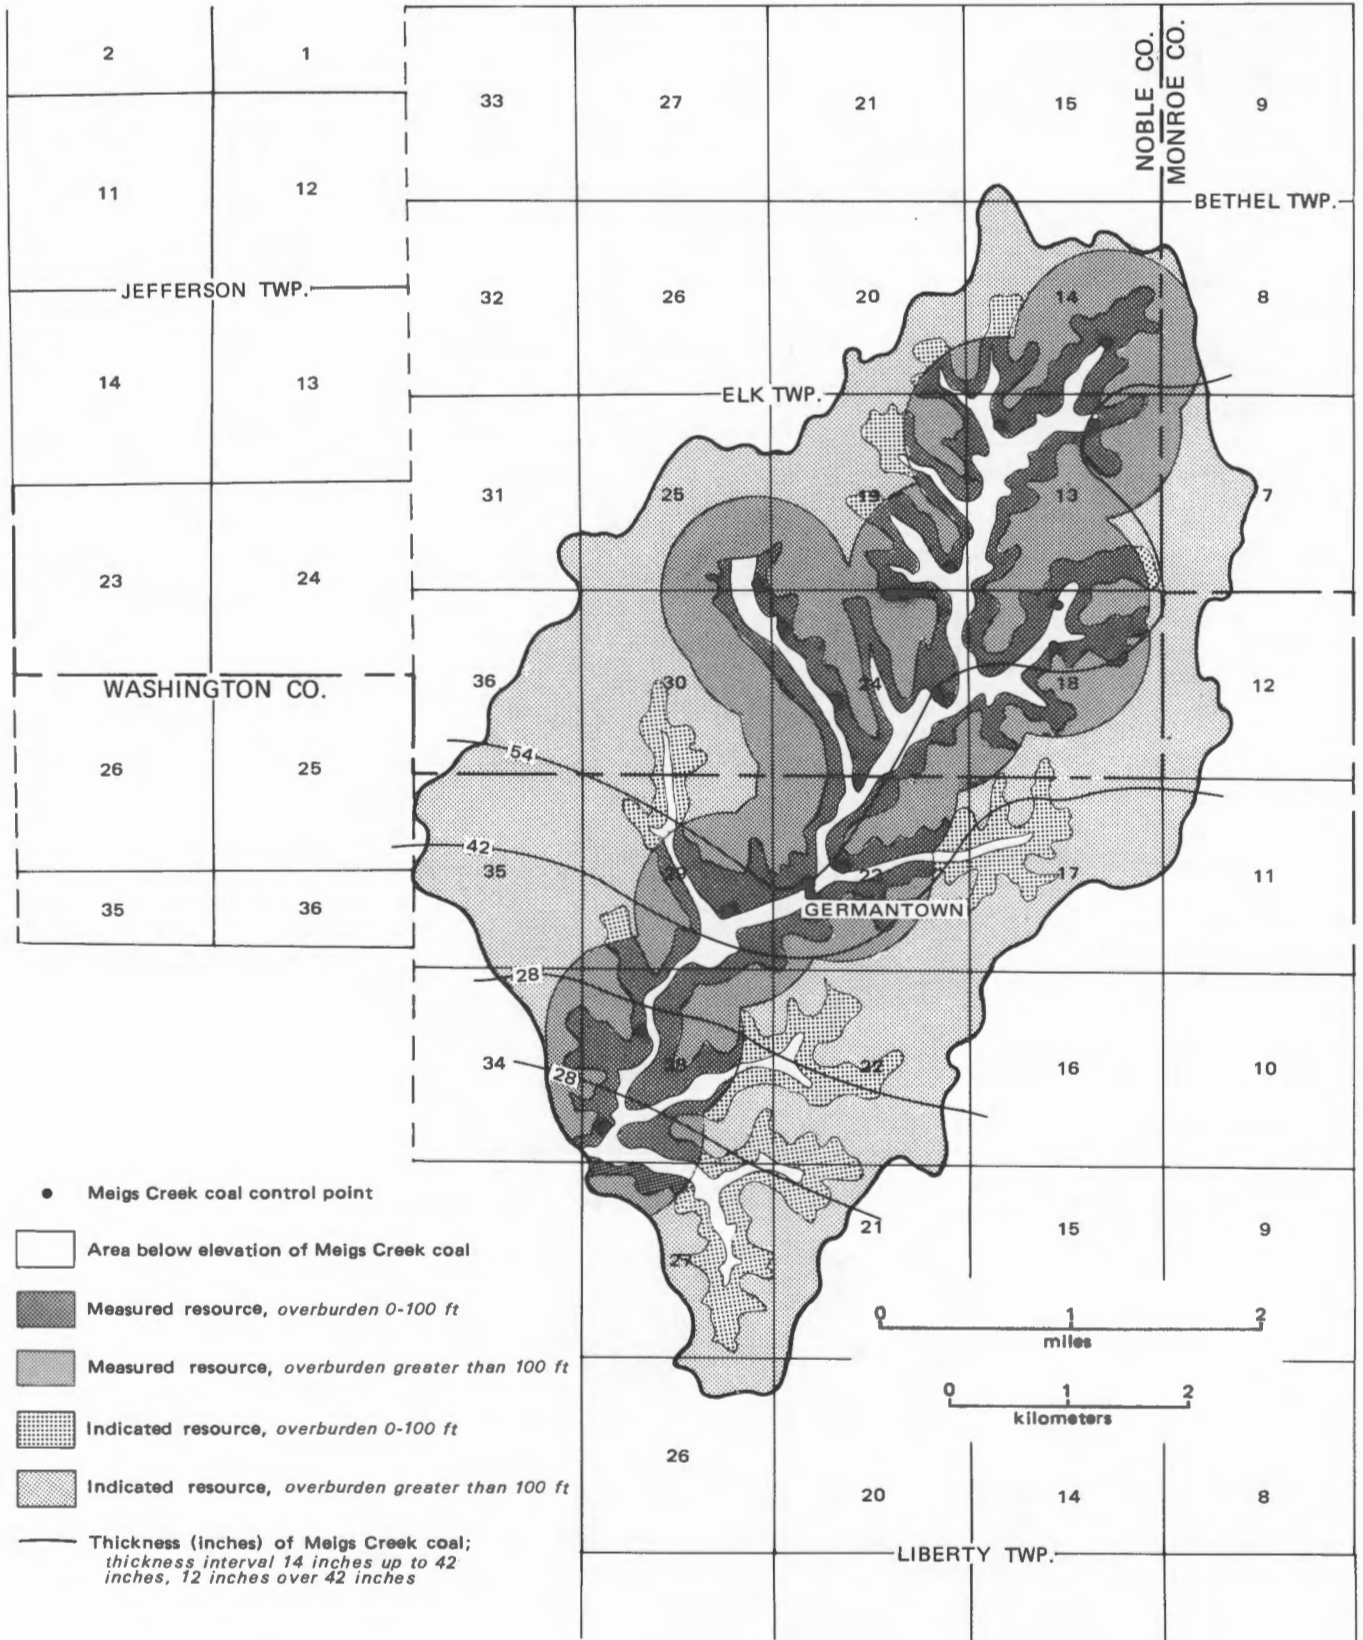 2 1
33 27 21 15 9
NOBLE CO.
MONROE CO.
11 12
BETHEL TWP.
JEFFERSON TWP.
32 26 20 14 8
14 13
ELK TWP.
31 25 19 13 7
23 24
36 30 24 18 12
WASHINGTON CO.
26 25
54
42
35 29 23 17 11
35 36
GERMANTOWN
28
34 28 22 16 10
28
27 21 15 9
26 20 14 8
LIBERTY TWP.
Meigs Creek coal control point
Area below elevation of Meigs Creek coal
Measured resource, overburden 0-100 ft
Measured resource, overburden greater than 100 ft
Indicated resource, overburden 0-100 ft
Indicated resource, overburden greater than 100 ft
Thickness (inches) of Meigs Creek coal;
thickness interval 14 inches up to 42
inches, 12 inches over 42 inches
0 1 2
miles
0 1 2
kilometers